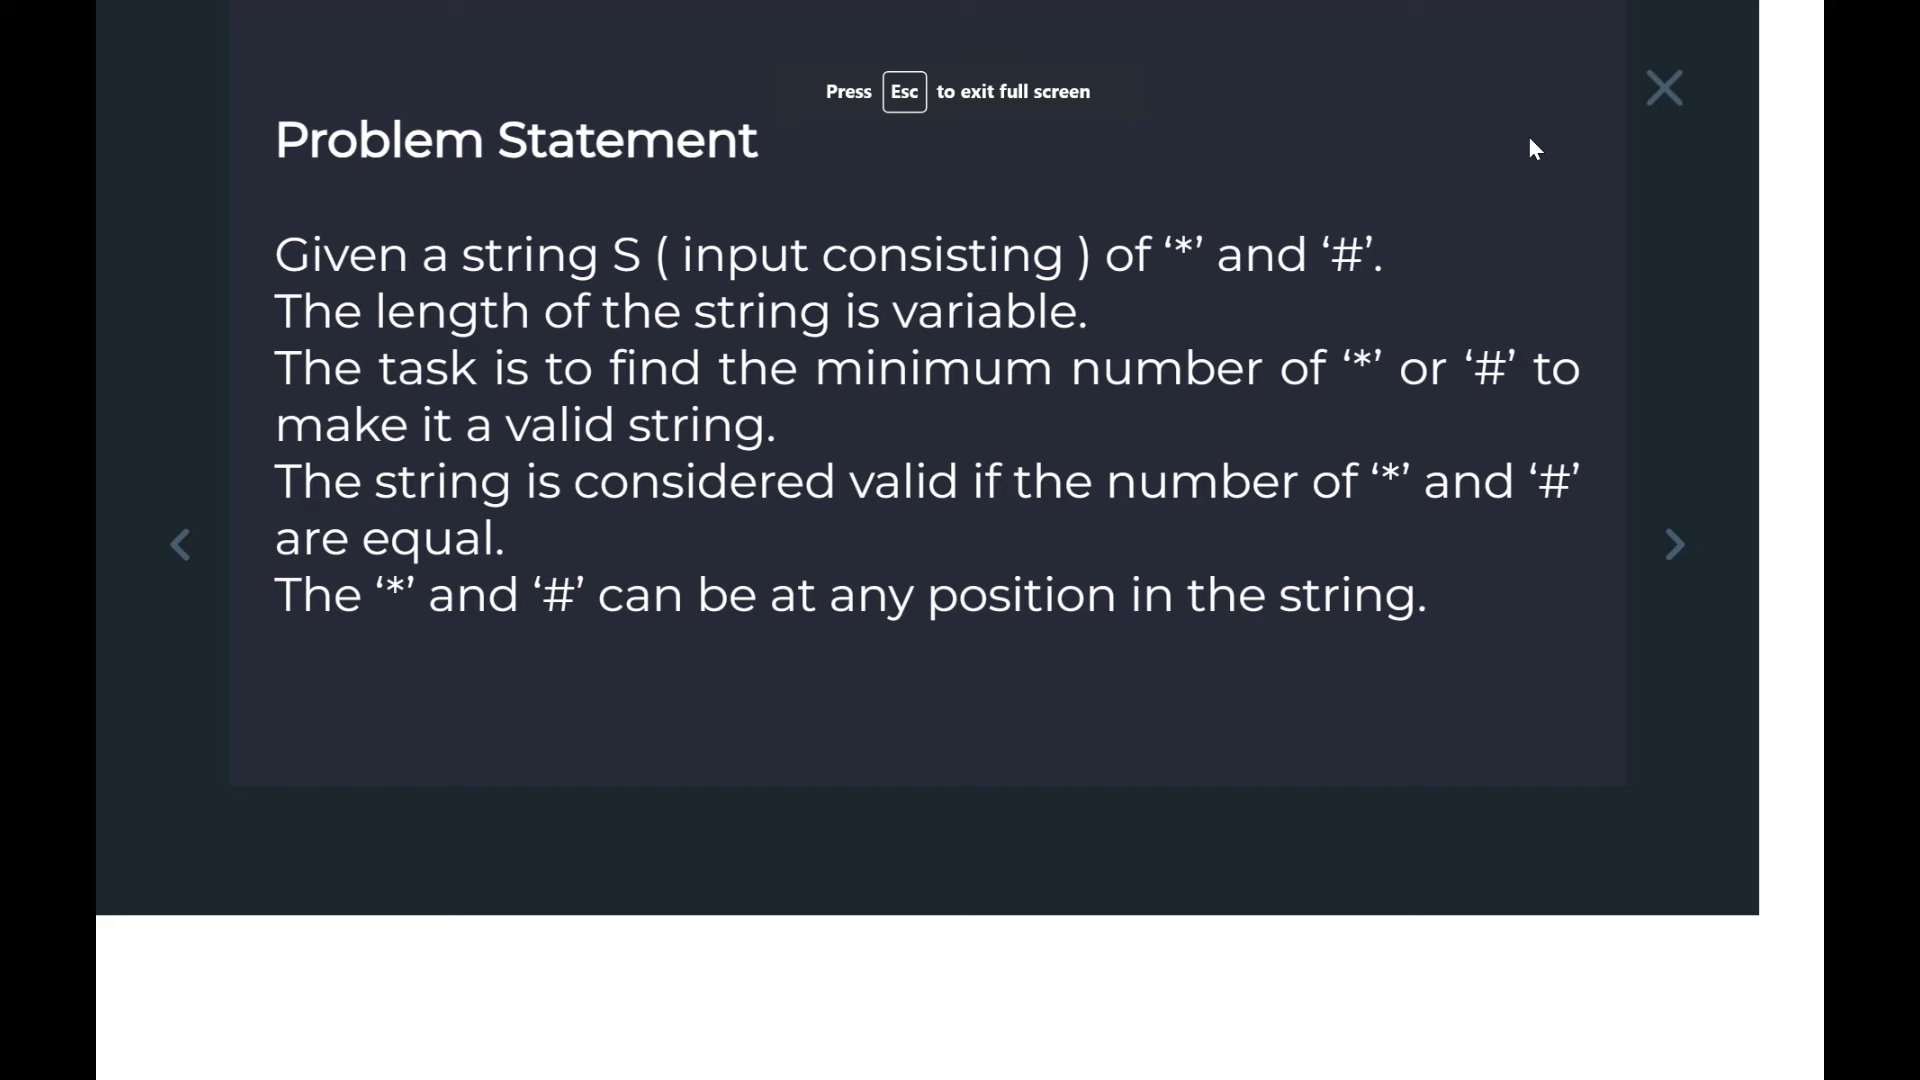 Press Esc to exit full screen
Problem Statement
Given a string S ( input consisting ) of ‘*’ and ‘#’.
The length of the string is variable.
The task is to find the minimum number of ‘*’ or ‘#’ to
make it a valid string.
The string is considered valid if the number of ‘*’ and ‘#’
are equal.
The ‘*’ and ‘#’ can be at any position in the string.